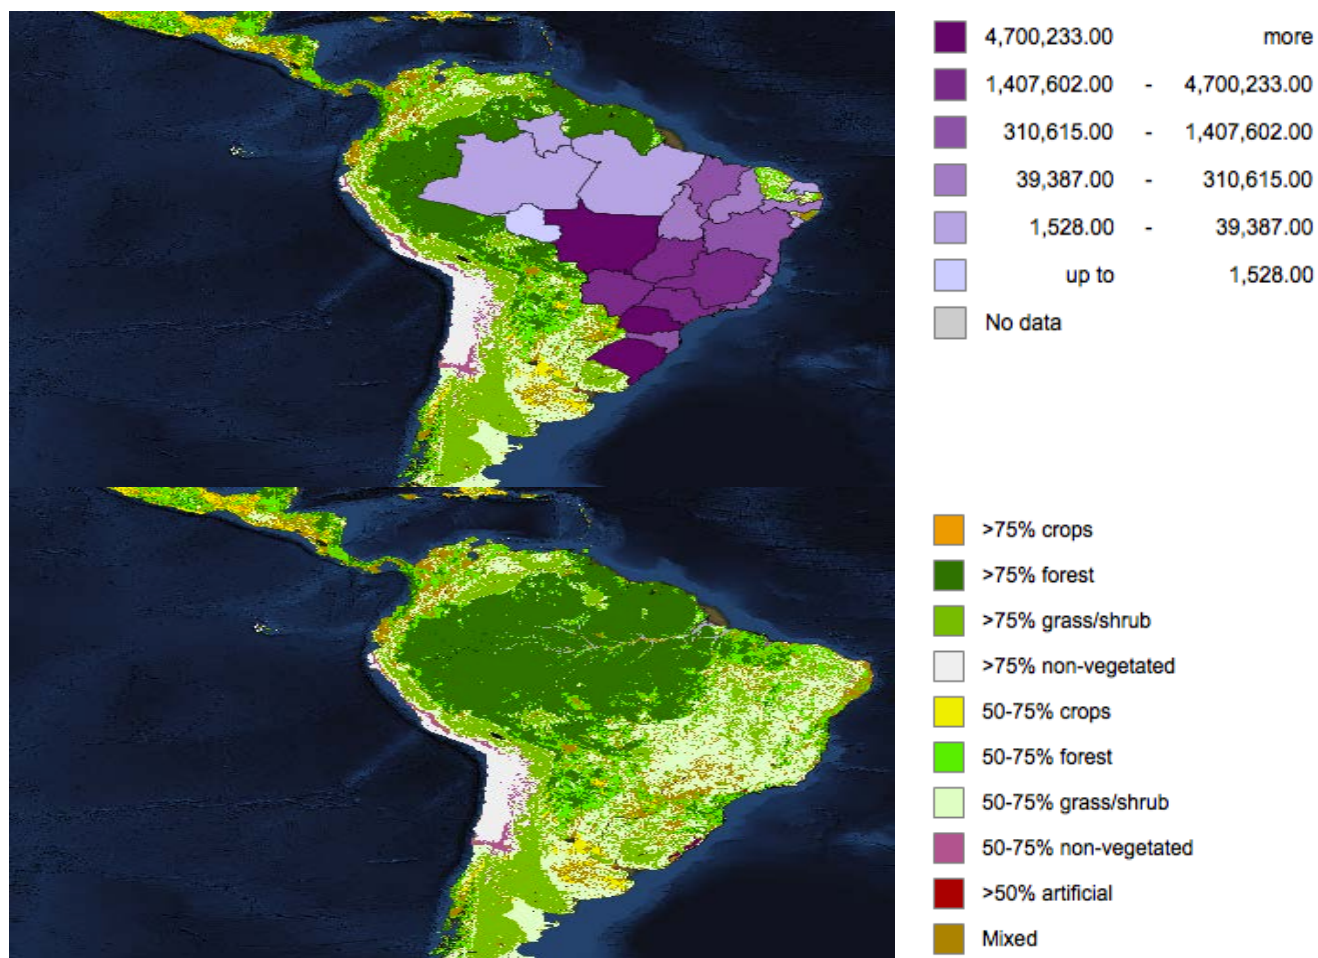 4,700,233.00 more
1,407,602.00 - 4,700,233.00
310,615.00 - 1,407,602.00
39,387.00 - 310,615.00
1,528.00 - 39,387.00
up to 1,528.00
No data
>75% crops
>75% forest
>75% grass/shrub
>75% non-vegetated
50-75% crops
50-75% forest
50-75% grass/shrub
50-75% non-vegetated
>50% artificial
Mixed